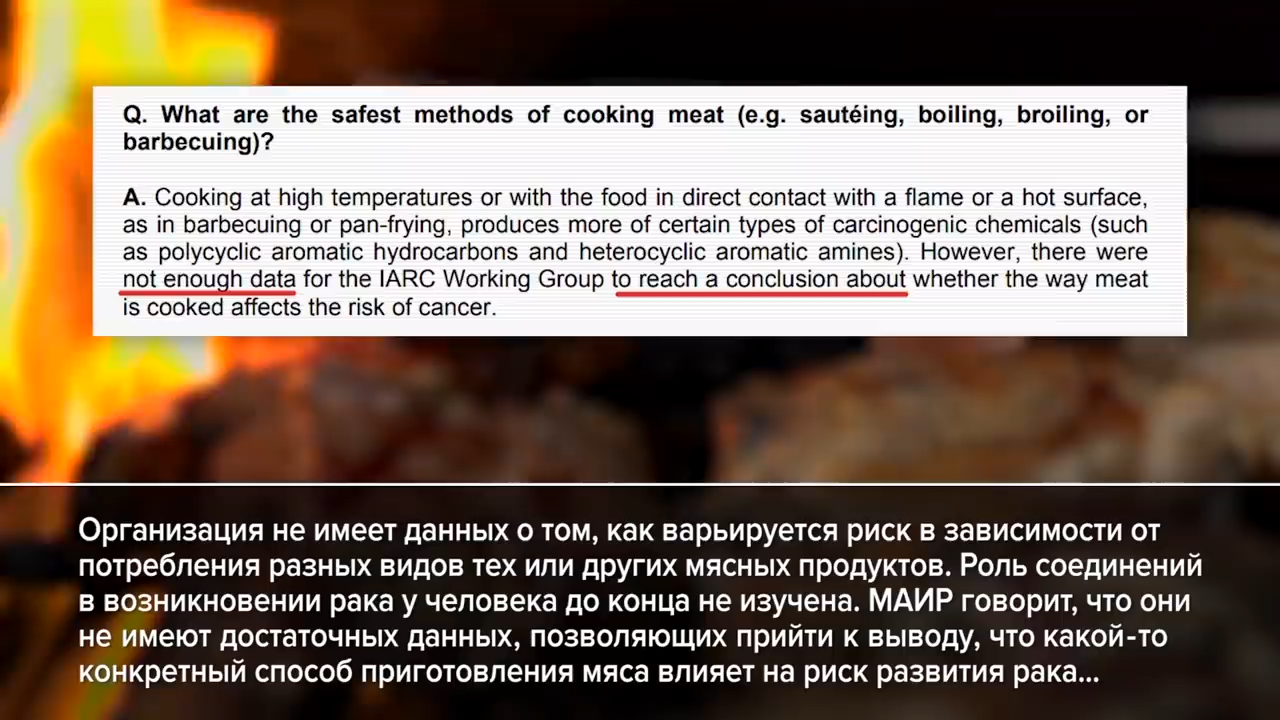 Q. What are the safest methods of cooking meat (e.g. sautéing, boiling, broiling, or
barbecuing)?
A. Cooking at high temperatures or with the food in direct contact with a flame or a hot surface,
as in barbecuing or pan-frying, produces more of certain types of carcinogenic chemicals (such
as polycyclic aromatic hydrocarbons and heterocyclic aromatic amines). However, there were
not enough data for the IARC Working Group to reach a conclusion about whether the way meat
is cooked affects the risk of cancer.
Организация не имеет данных о том, как варьируется риск в зависимости от
потребления разных видов тех или других мясных продуктов. Роль соединений
в возникновении рака у человека до конца не изучена. МАИР говорит, что они
не имеют достаточных данных, позволяющих прийти к выводу, что какой-то
конкретный способ приготовления мяса влияет на риск развития рака...